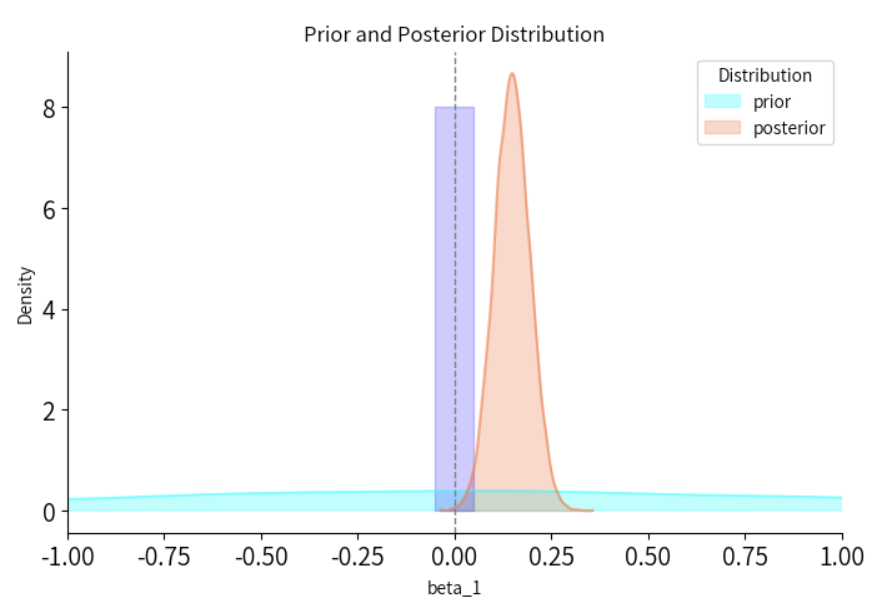 Prior and Posterior Distribution
Distribution
prior
posterior
Density
8
6
4
2
0
-1.00 -0.75 -0.50 -0.25 0.00 0.25 0.50 0.75 1.00
beta_1